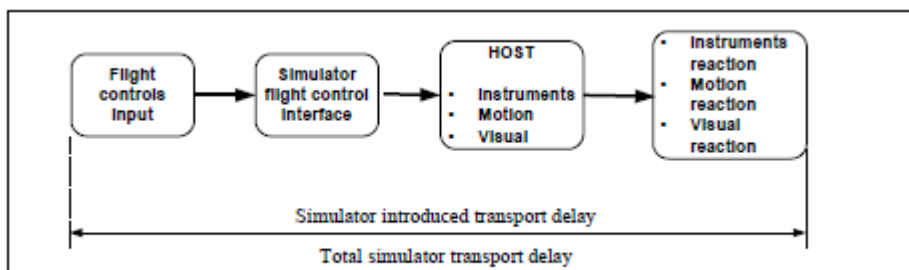 Flight
controls
Input
Simulator
flight control
Interface
HOST
▪ Instruments
▪ Motion
▪ Visual
▪ Instruments
reaction
▪ Motion
reaction
▪ Visual
reaction
Simulator introduced transport delay
Total simulator transport delay